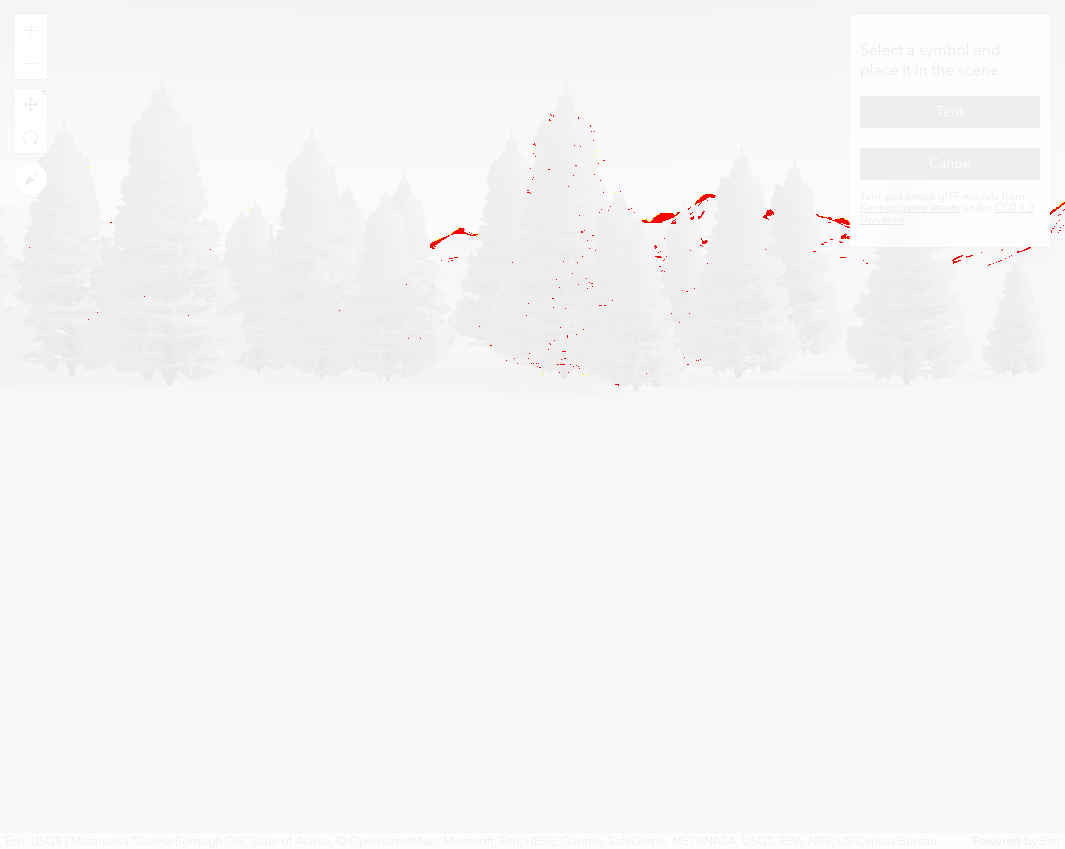 Select a symbol and
place it in the scene:
Tent
Canoe
Tent and canoe glTF models from
Kenney game assets under CC0 1.0
Universal
Esri, USGS | Matanuska-Susitna Borough GIS, State of Alaska, © OpenStreetMap, Microsoft, Esri, HERE, Garmin, SafeGraph, METI/NASA, USGS, EPA, NPS, US Census Bureau, Powered by Esri